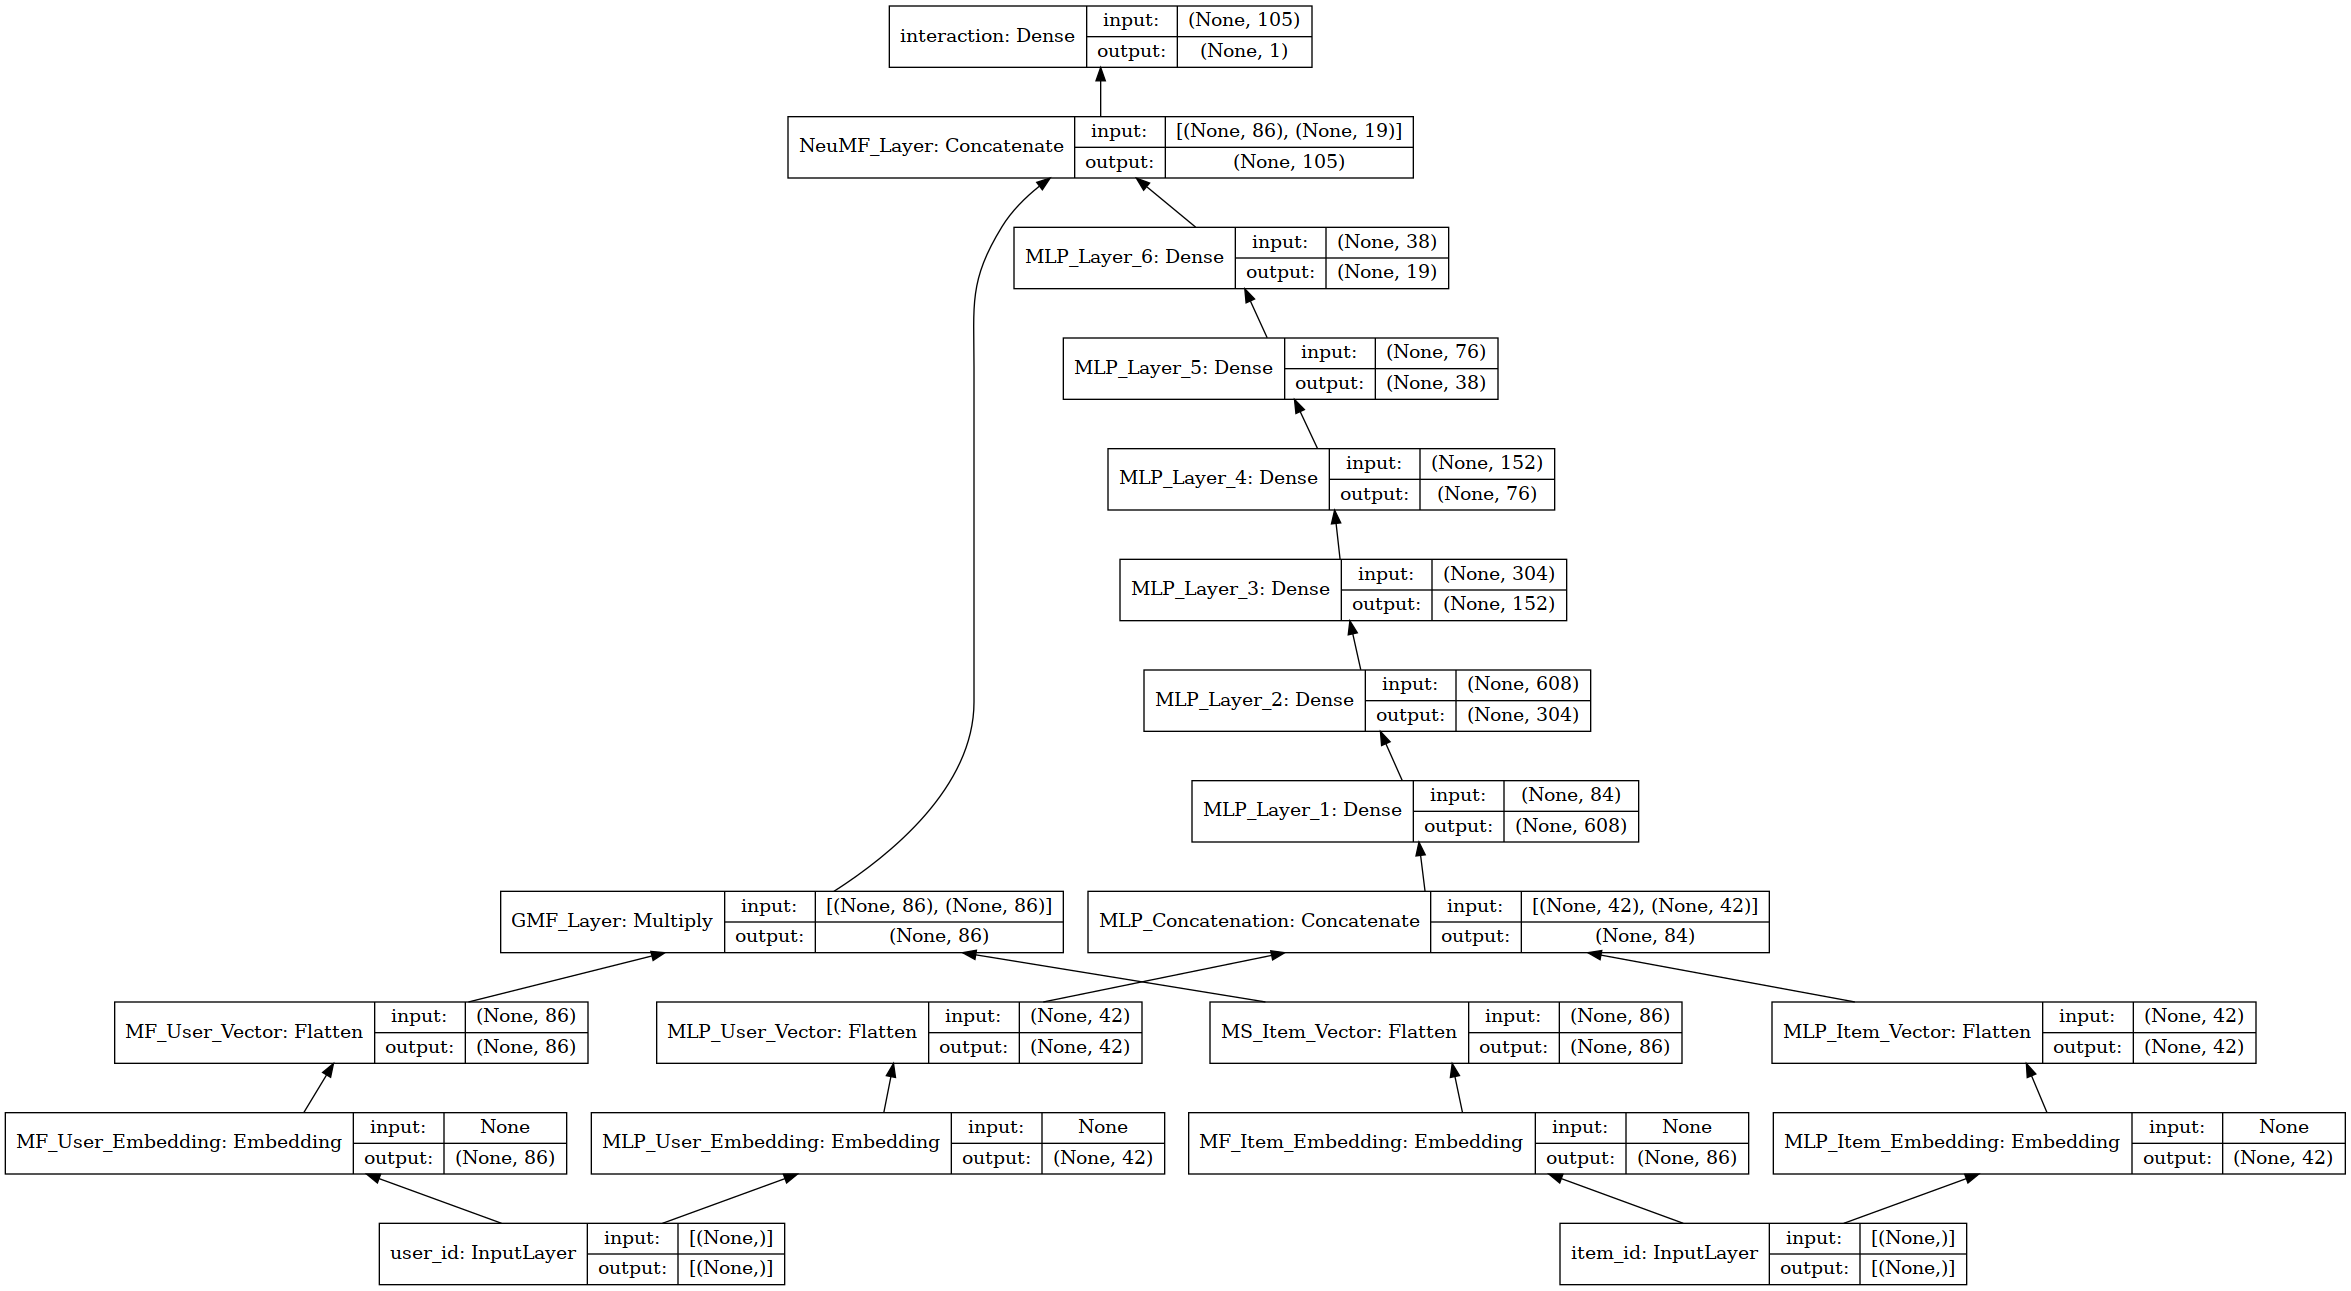 interaction: Dense
input: (None, 105)
output: (None, 1)
NeuMF_Layer: Concatenate
input: [(None, 86), (None, 19)]
output: (None, 105)
MLP_Layer_6: Dense
input: (None, 38)
output: (None, 19)
MLP_Layer_5: Dense
input: (None, 76)
output: (None, 38)
MLP_Layer_4: Dense
input: (None, 152)
output: (None, 76)
MLP_Layer_3: Dense
input: (None, 304)
output: (None, 152)
MLP_Layer_2: Dense
input: (None, 608)
output: (None, 304)
MLP_Layer_1: Dense
input: (None, 84)
output: (None, 608)
GMF_Layer: Multiply
input: [(None, 86), (None, 86)]
output: (None, 86)
MLP_Concatenation: Concatenate
input: [(None, 42), (None, 42)]
output: (None, 84)
MF_User_Vector: Flatten
input: (None, 86)
output: (None, 86)
MLP_User_Vector: Flatten
input: (None, 42)
output: (None, 42)
MS_Item_Vector: Flatten
input: (None, 86)
output: (None, 86)
MLP_Item_Vector: Flatten
input: (None, 42)
output: (None, 42)
MF_User_Embedding: Embedding
input: None
output: (None, 86)
MLP_User_Embedding: Embedding
input: None
output: (None, 42)
MF_Item_Embedding: Embedding
input: None
output: (None, 86)
MLP_Item_Embedding: Embedding
input: None
output: (None, 42)
user_id: InputLayer
input: [(None,)]
output: [(None,)]
item_id: InputLayer
input: [(None,)]
output: [(None,)]